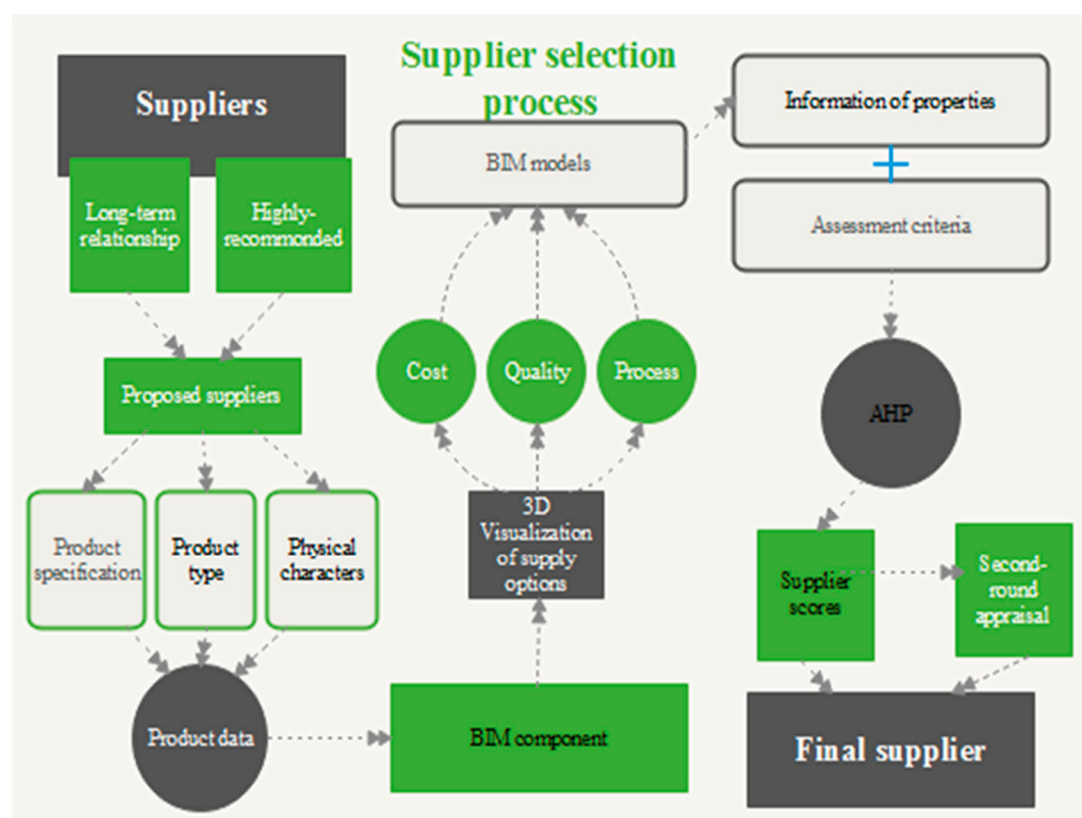 Supplier selection
process
Suppliers
Long-term
relationship
Highly-
recommonded
Proposed suppliers
Product
specification
Product
type
Physical
characters
Product data
BIM component
3D
Visualization
of supply
options
Cost
Quality
Process
BIM models
Information of properties
Assessment criteria
AHP
Supplier
scores
Second-
round
appraisal
Final supplier